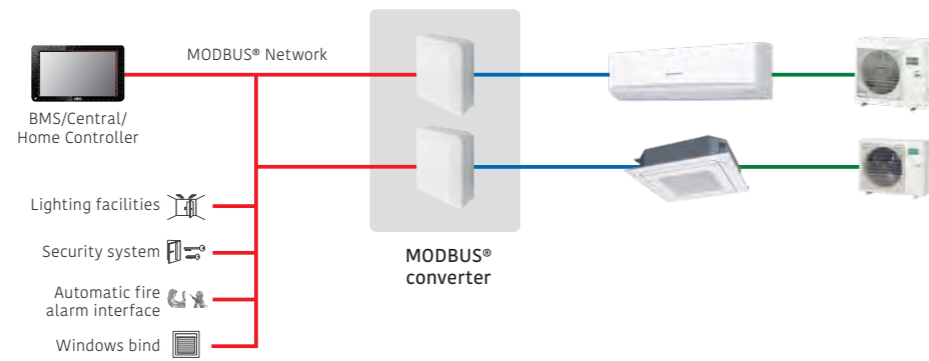 MODBUS® Network
BMS/Central/
Home Controller
Lighting facilities
Security system
Automatic fire
alarm interface
Windows bind
MODBUS®
converter